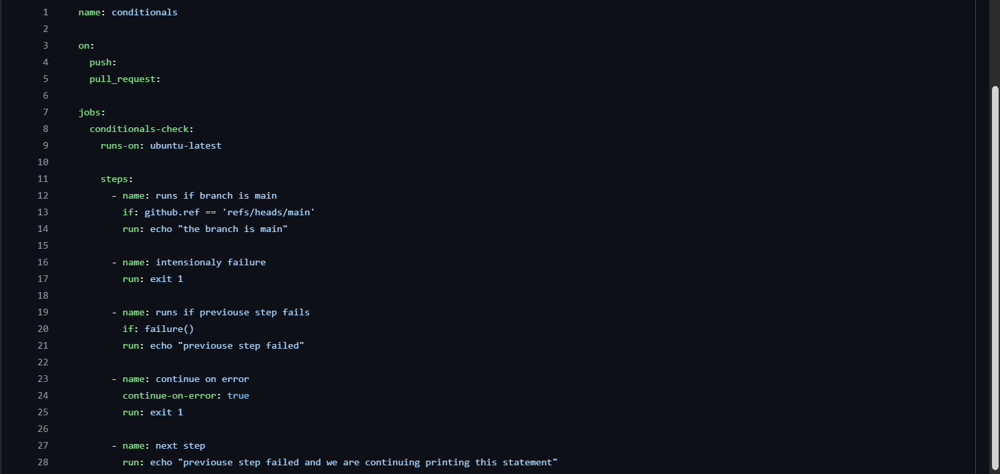 1 name: conditionals
2
3 on:
4   push:
5   pull_request:
6
7 jobs:
8   conditionals-check:
9     runs-on: ubuntu-latest
10
11     steps:
12       - name: runs if branch is main
13         if: github.ref == 'refs/heads/main'
14         run: echo "the branch is main"
15
16       - name: intensionaly failure
17         run: exit 1
18
19       - name: runs if previouse step fails
20         if: failure()
21         run: echo "previouse step failed"
22
23       - name: continue on error
24         continue-on-error: true
25         run: exit 1
26
27       - name: next step
28         run: echo "previouse step failed and we are continuing printing this statement"